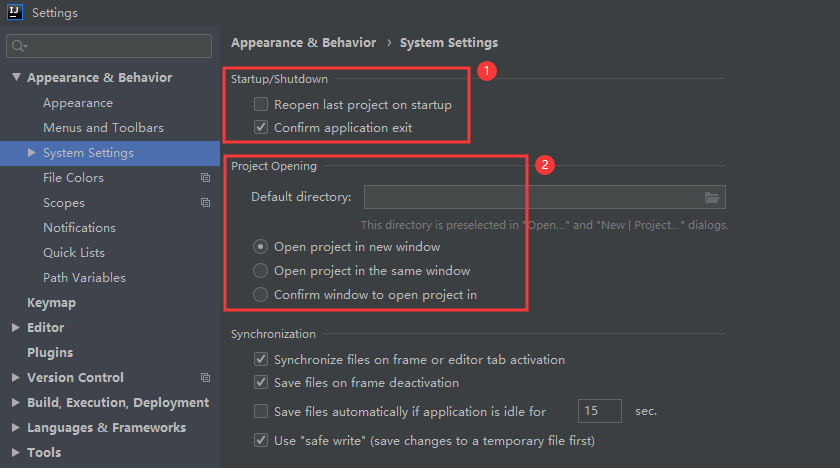 IJ Settings
Appearance & Behavior › System Settings
Appearance & Behavior
Appearance
Menus and Toolbars
System Settings
File Colors
Scopes
Notifications
Quick Lists
Path Variables
Keymap
Editor
Plugins
Version Control
Build, Execution, Deployment
Languages & Frameworks
Tools
1
Startup/Shutdown
Reopen last project on startup
Confirm application exit
2
Project Opening
Default directory:
This directory is preselected in "Open..." and "New | Project..." dialogs.
Open project in new window
Open project in the same window
Confirm window to open project in
Synchronization
Synchronize files on frame or editor tab activation
Save files on frame deactivation
Save files automatically if application is idle for 15 sec.
Use "safe write" (save changes to a temporary file first)